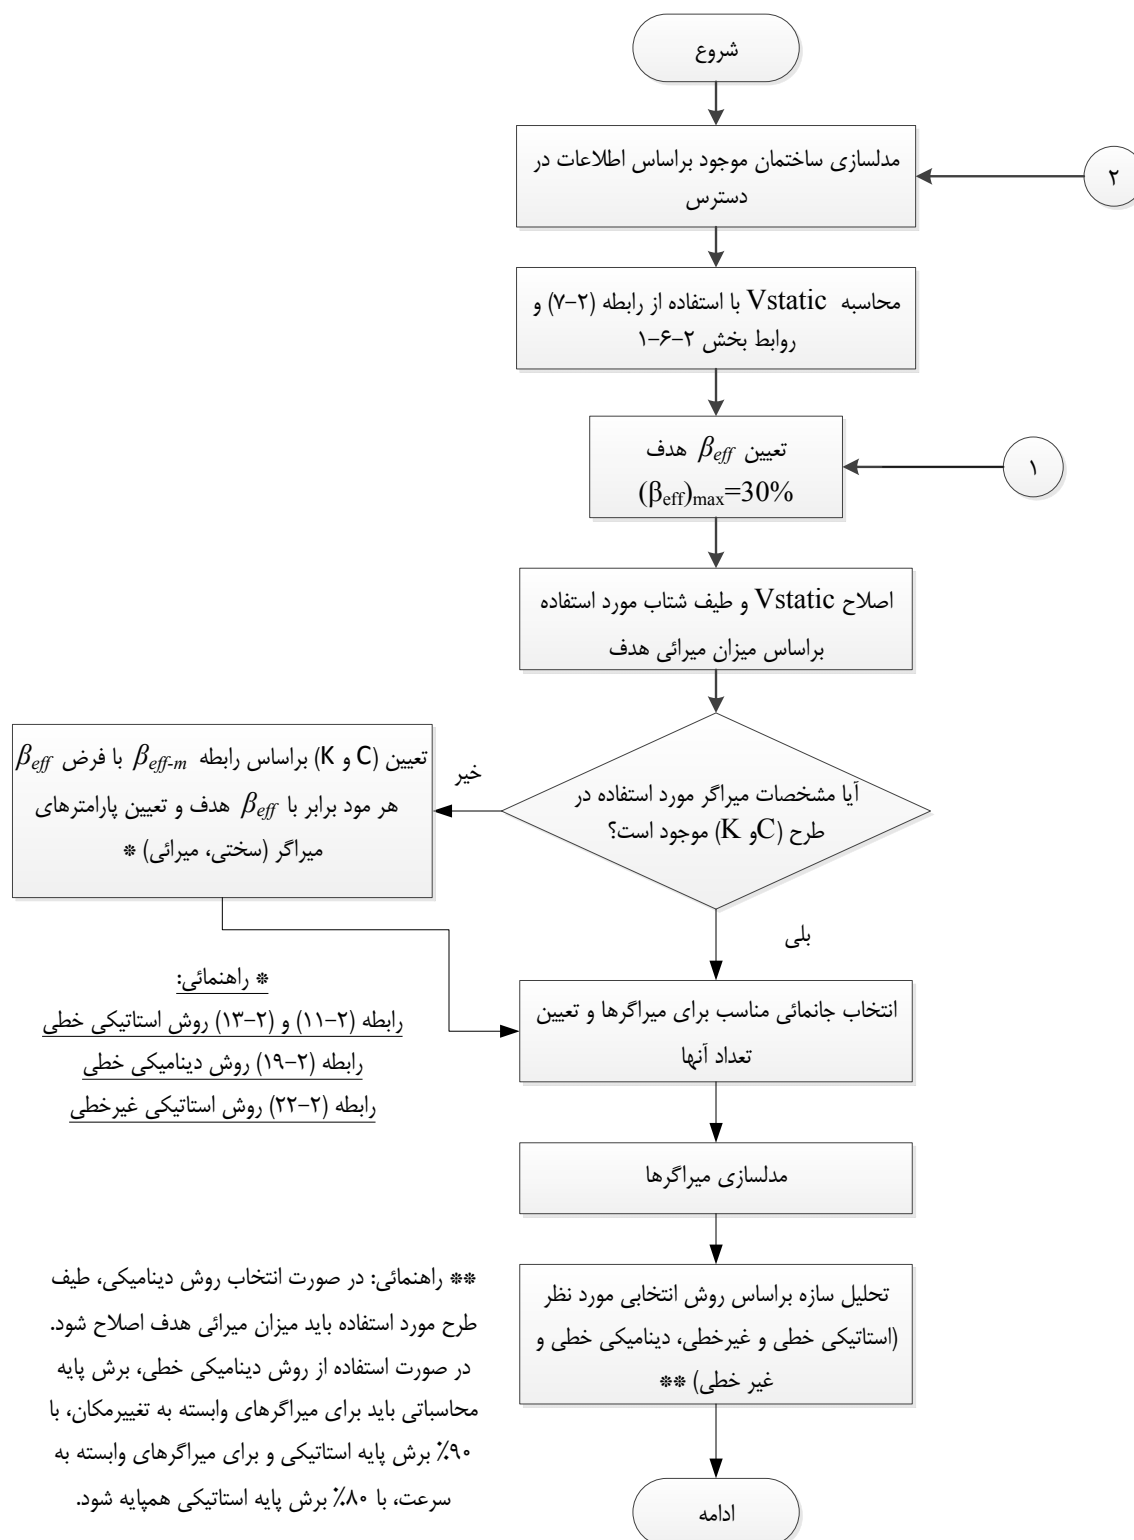 شروع
مدلسازی ساختمان موجود براساس اطلاعات در
دسترس
۲
محاسبه Vstatic با استفاده از رابطه (۲-۷) و
روابط بخش ۲-۶-۱
تعیین βeff هدف
(βeff)max=30%
۱
اصلاح Vstatic و طیف شتاب مورد استفاده
براساس میزان میرائی هدف
آیا مشخصات میراگر مورد استفاده در
طرح (C و K) موجود است؟
خیر
تعیین (C و K) براساس رابطه βeff-m با فرض βeff
هر مود برابر با βeff هدف و تعیین پارامترهای
میراگر (سختی، میرائی) *
بلی
* راهنمائی:
رابطه (۲-۱۱) و (۲-۱۳) روش استاتیکی خطی
رابطه (۲-۱۹) روش دینامیکی خطی
رابطه (۲-۲۲) روش استاتیکی غیرخطی
انتخاب جانمائی مناسب برای میراگرها و تعیین
تعداد آنها
مدلسازی میراگرها
تحلیل سازه براساس روش انتخابی مورد نظر
(استاتیکی خطی و غیرخطی، دینامیکی خطی و
غیر خطی) **
** راهنمائی: در صورت انتخاب روش دینامیکی، طیف
طرح مورد استفاده باید میزان میرائی هدف اصلاح شود.
در صورت استفاده از روش دینامیکی خطی، برش پایه
محاسباتی باید برای میراگرهای وابسته به تغییرمکان، با
۹۰٪ برش پایه استاتیکی و برای میراگرهای وابسته به
سرعت، با ۸۰٪ برش پایه استاتیکی همپایه شود.
ادامه